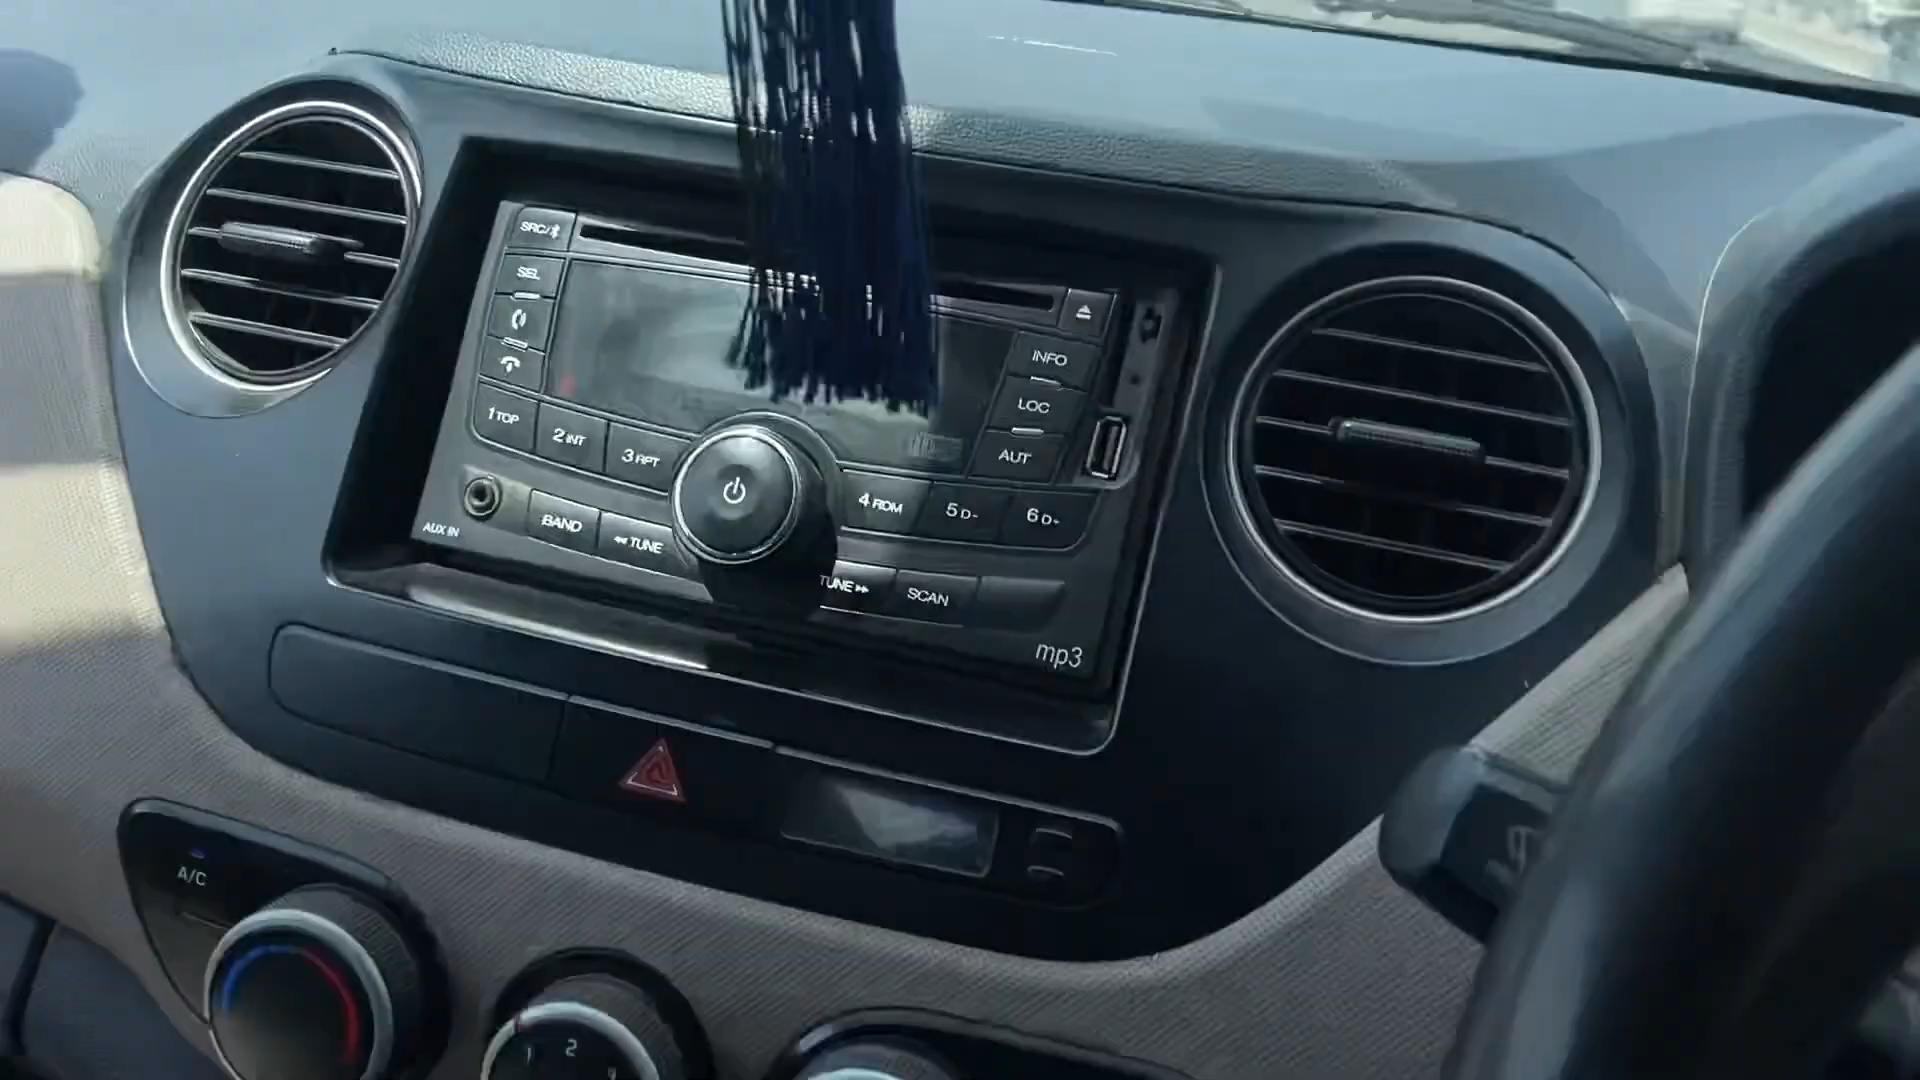 SRC/
SEL
INFO
LOC
AUT
1 TOP
2 INT
3 RPT
4 RDM
5 D-
6 D+
AUX IN
BAND
TUNE
TUNE
SCAN
mp3
A/C
1
2